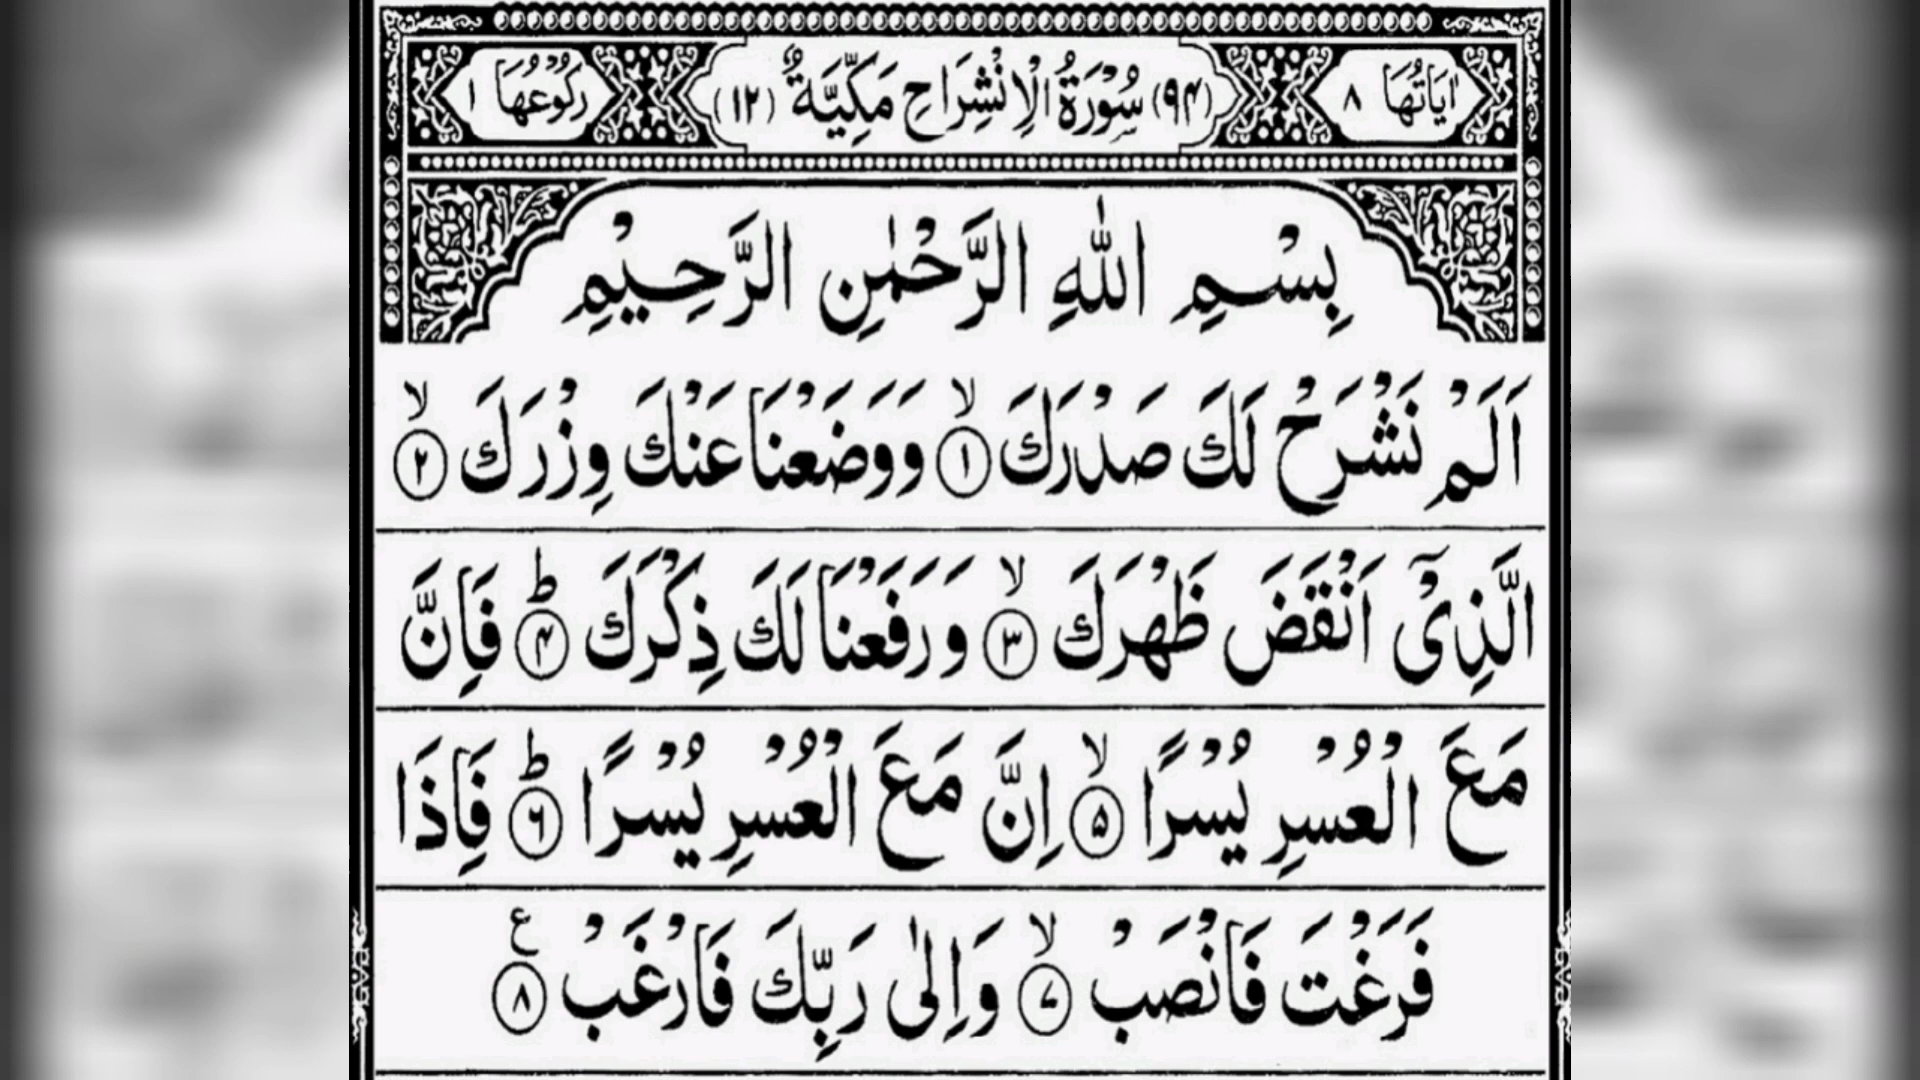 اٰيَاتُهَا ٨ (٩٤) سُوْرَةُ الْاِنْشِرَاحِ مَكِّيَّةٌ (١٢) رُكُوْعُهَا ١
بِسْمِ اللّٰهِ الرَّحْمٰنِ الرَّحِيْمِ
اَلَمْ نَشْرَحْ لَكَ صَدْرَكَ ۙ﴿١﴾ وَوَضَعْنَا عَنْكَ وِزْرَكَ ۙ﴿٢﴾
الَّذِيْۤ اَنْقَضَ ظَهْرَكَ ۙ﴿٣﴾ وَرَفَعْنَا لَكَ ذِكْرَكَ ؕ﴿٤﴾ فَاِنَّ
مَعَ الْعُسْرِ يُسْرًا ۙ﴿٥﴾ اِنَّ مَعَ الْعُسْرِ يُسْرًا ؕ﴿٦﴾ فَاِذَا
فَرَغْتَ فَانْصَبْ ۙ﴿٧﴾ وَاِلٰى رَبِّكَ فَارْغَبْ ﴿٨﴾ع